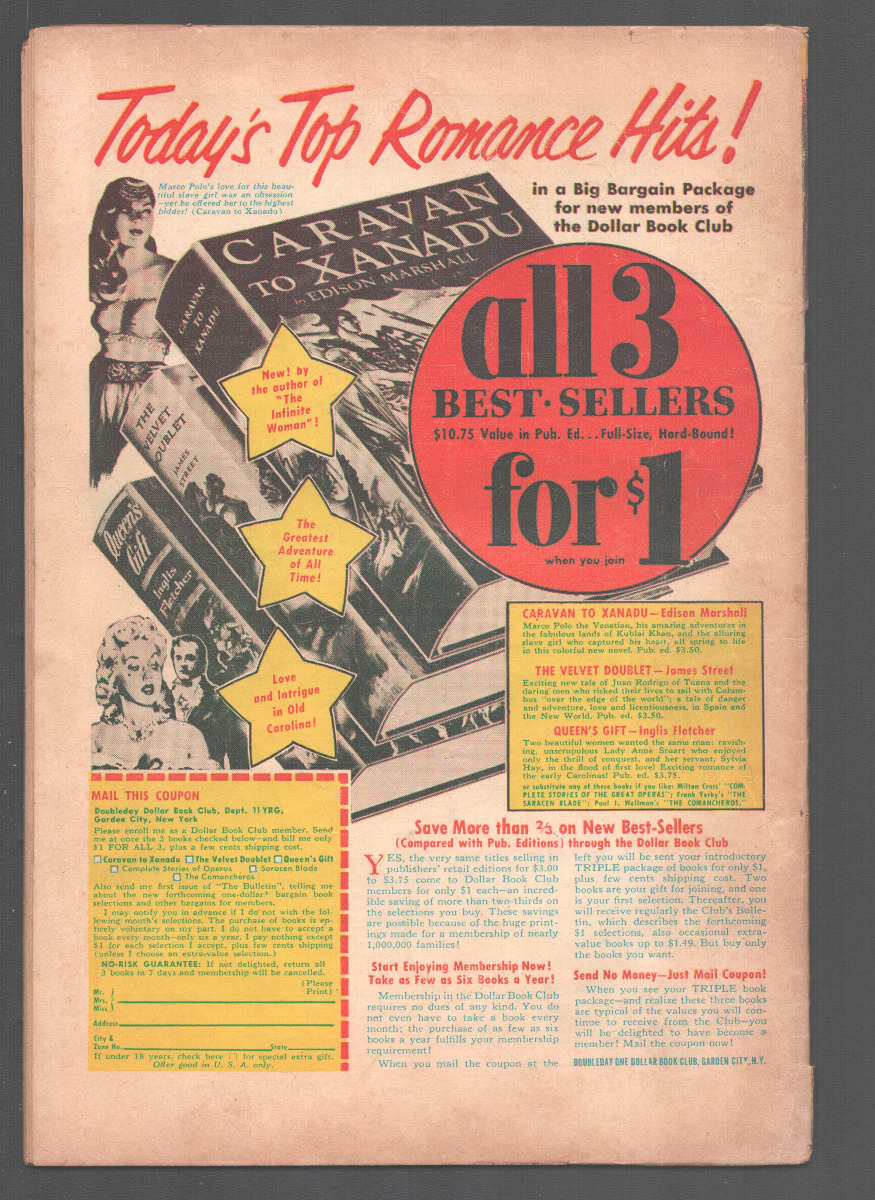 Today's Top Romance Hits!
Marco Polo's love for this beau-
tiful slave girl was an obsession
—yet he offered her to the highest
bidder! (Caravan to Xanadu)
in a Big Bargain Package
for new members of
the Dollar Book Club
CARAVAN
TO XANADU
by EDISON MARSHALL
CARAVAN
TO
XANADU
THE
VELVET
DOUBLET
JAMES
STREET
Queen's
Gift
Inglis
Fletcher
New! by
the author of
"The
Infinite
Woman"!
The
Greatest
Adventure
of All
Time!
Love
and Intrigue
in Old
Carolina!
all 3
BEST-SELLERS
$10.75 Value in Pub. Ed...Full-Size, Hard-Bound!
for $1
when you join
CARAVAN TO XANADU—Edison Marshall
Marco Polo the Venetian, his amazing adventures in
the fabulous lands of Kublai Khan, and the alluring
slave girl who captured his heart, all spring to life
in this colorful new novel. Pub. ed. $3.50.
THE VELVET DOUBLET—James Street
Exciting new tale of Juan Rodrigo of Tuana and the
daring men who risked their lives to sail with Colum-
bus "over the edge of the world"; a tale of danger
and adventure, love and licentiousness, in Spain and
the New World. Pub. ed. $3.50.
QUEEN'S GIFT—Inglis Fletcher
Two beautiful women wanted the same man: ravish-
ing, unscrupulous Lady Anne Stuart who enjoyed
only the thrill of conquest, and her servant, Sylvia
Hay, in the flood of first love! Exciting romance of
the early Carolinas! Pub. ed. $3.75.
or substitute any of these books if you like: Milton Cross' "COM-
PLETE STORIES OF THE GREAT OPERAS"; Frank Yerby's "THE
SARACEN BLADE"; Paul I. Wellman's "THE COMANCHEROS."
MAIL THIS COUPON
Doubleday Dollar Book Club, Dept. 11YRG,
Garden City, New York
Please enroll me as a Dollar Book Club member. Send
me at once the 3 books checked below—and bill me only
$1 FOR ALL 3, plus a few cents shipping cost.
☐ Caravan to Xanadu ☐ The Velvet Doublet ☐ Queen's Gift
☐ Complete Stories of Operas ☐ Saracen Blade
☐ The Comancheros
Also send my first issue of "The Bulletin", telling me
about the new forthcoming one-dollar* bargain book
selections and other bargains for members.
I may notify you in advance if I do not wish the fol-
lowing month's selections. The purchase of books is en-
tirely voluntary on my part. I do not have to accept a
book every month—only six a year. I pay nothing except
$1 for each selection I accept, plus few cents shipping
(unless I choose an extra-value selection.)
NO-RISK GUARANTEE: If not delighted, return all
3 books in 7 days and membership will be cancelled.
(Please
Print)
Mr.
Mrs.
Miss
Address
City &
Zone No. State
If under 18 years, check here ☐ for special extra gift.
Offer good in U. S. A. only.
Save More than 2/3 on New Best-Sellers
(Compared with Pub. Editions) through the Dollar Book Club
YES, the very same titles selling in
publishers' retail editions for $3.00
to $3.75 come to Dollar Book Club
members for only $1 each—an incred-
ible saving of more than two-thirds on
the selections you buy. These savings
are possible because of the huge print-
ings made for a membership of nearly
1,000,000 families!
Start Enjoying Membership Now!
Take as Few as Six Books a Year!
Membership in the Dollar Book Club
requires no dues of any kind. You do
not even have to take a book every
month; the purchase of as few as six
books a year fulfills your membership
requirement!
When you mail the coupon at the
left you will be sent your introductory
TRIPLE package of books for only $1,
plus few cents shipping cost. Two
books are your gift for joining, and one
is your first selection. Thereafter, you
will receive regularly the Club's Bulle-
tin, which describes the forthcoming
$1 selections, also occasional extra-
value books up to $1.49. But buy only
the books you want.
Send No Money—Just Mail Coupon!
When you see your TRIPLE book
package—and realize these three books
are typical of the values you will con-
tinue to receive from the Club—you
will be delighted to have become a
member! Mail the coupon now!
DOUBLEDAY ONE DOLLAR BOOK CLUB, GARDEN CITY, N.Y.